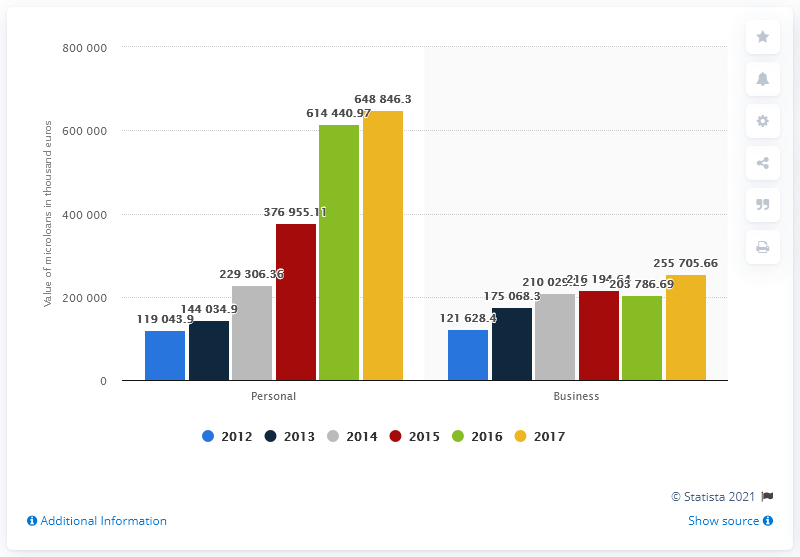 800 000
600 000
400 000
200 000
0
Value of microloans in thousand euros
119 043.9
144 034.9
229 306.36
376 955.11
614 440.97
648 846.3
121 628.4
175 068.3
216 194.64
203 786.69
255 705.66
Personal
Business
2012 2013 2014 2015 2016 2017
© Statista 2021
Additional Information
Show source